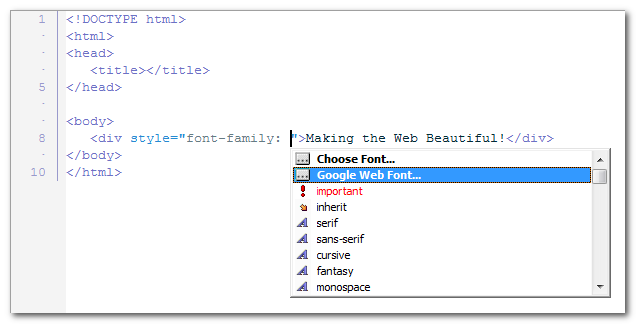 1 <!DOCTYPE html>
· <html>
· <head>
· <title></title>
5 </head>
·
· <body>
8 <div style="font-family: ">Making the Web Beautiful!</div>
· </body>
10 </html>
Choose Font...
Google Web Font...
important
inherit
serif
sans-serif
cursive
fantasy
monospace